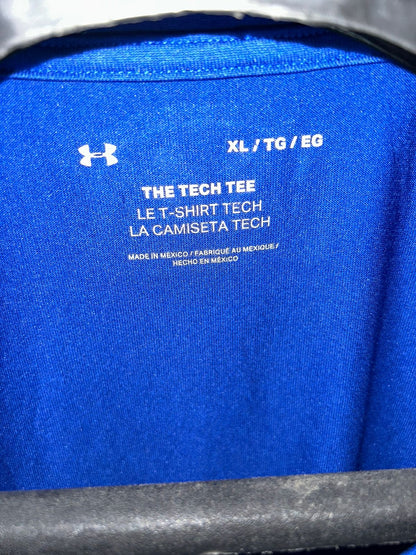 XL / TG / EG
THE TECH TEE
LE T-SHIRT TECH
LA CAMISETA TECH
MADE IN MEXICO / FABRIQUÉ AU MEXIQUE /
HECHO EN MÉXICO